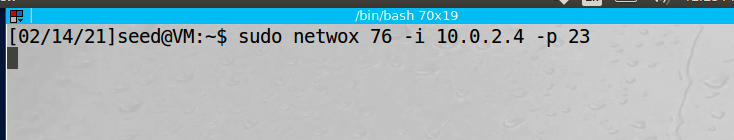 /bin/bash 70x19
[02/14/21]seed@VM:~$ sudo netwox 76 -i 10.0.2.4 -p 23